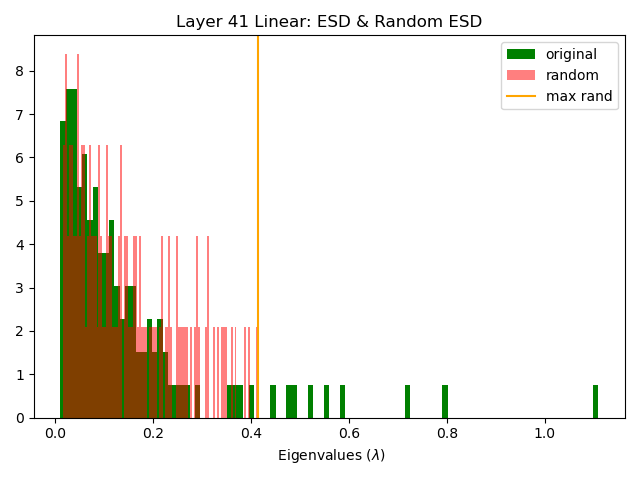 Layer 41 Linear: ESD & Random ESD
original
random
max rand
8
7
6
5
4
3
2
1
0
0.0 0.2 0.4 0.6 0.8 1.0
Eigenvalues (λ)